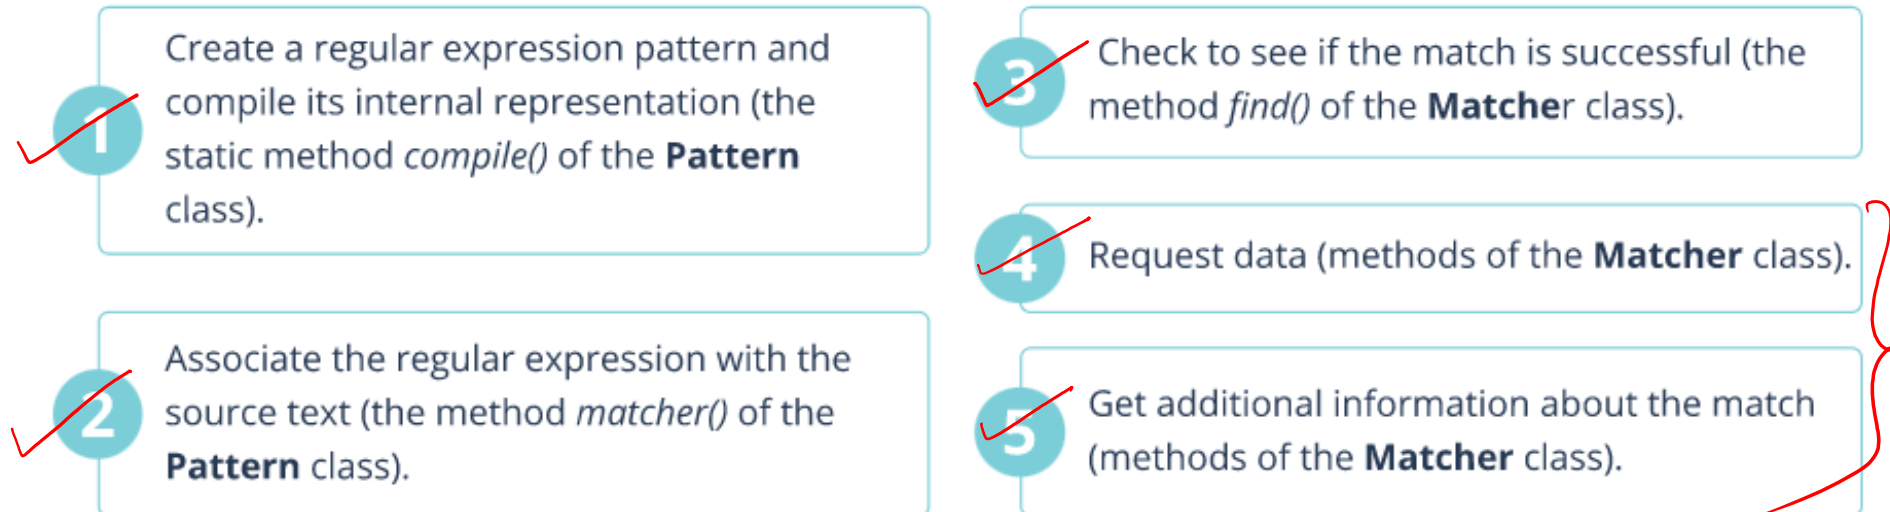 1
Create a regular expression pattern and
compile its internal representation (the
static method compile() of the Pattern
class).
2
Associate the regular expression with the
source text (the method matcher() of the
Pattern class).
3
Check to see if the match is successful (the
method find() of the Matcher class).
4
Request data (methods of the Matcher class).
5
Get additional information about the match
(methods of the Matcher class).